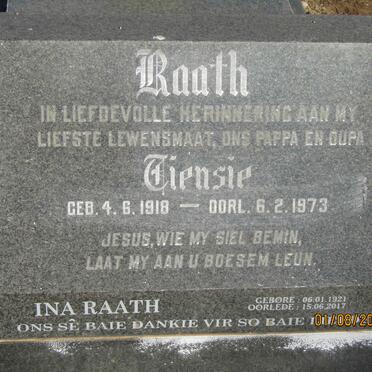 Raath
IN LIEFDEVOLLE HERINNERING AAN MY
LIEFSTE LEWENSMAAT, ONS PAPPA EN OUPA
Tiensie
GEB. 4. 6. 1918 — OORL. 6. 2. 1973
JESUS, WIE MY SIEL BEMIN,
LAAT MY AAN U BOESEM LEUN.
INA RAATH
GEBORE : 06.01.1921
OORLEDE : 15.06.2017
ONS SÊ BAIE DANKIE VIR SO BAIE
01/08/20